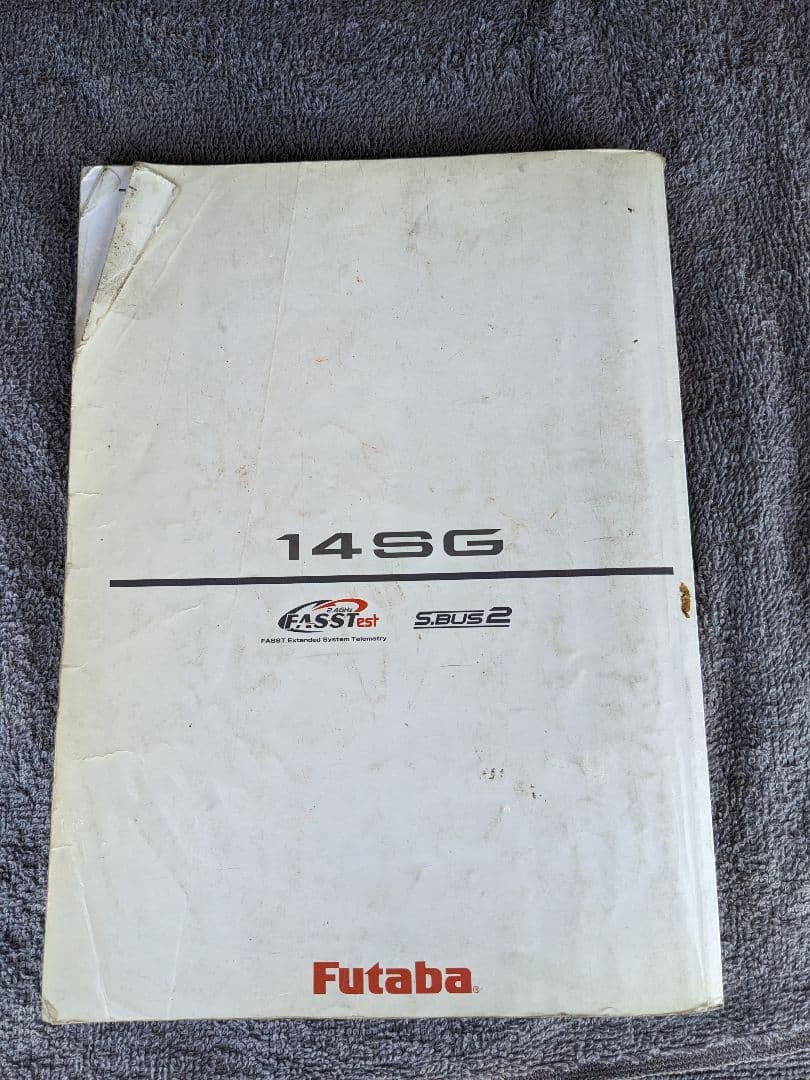 14SG
2.4GHz
FASSTest
FASST Extended System Telemetry
S.BUS2
Futaba®